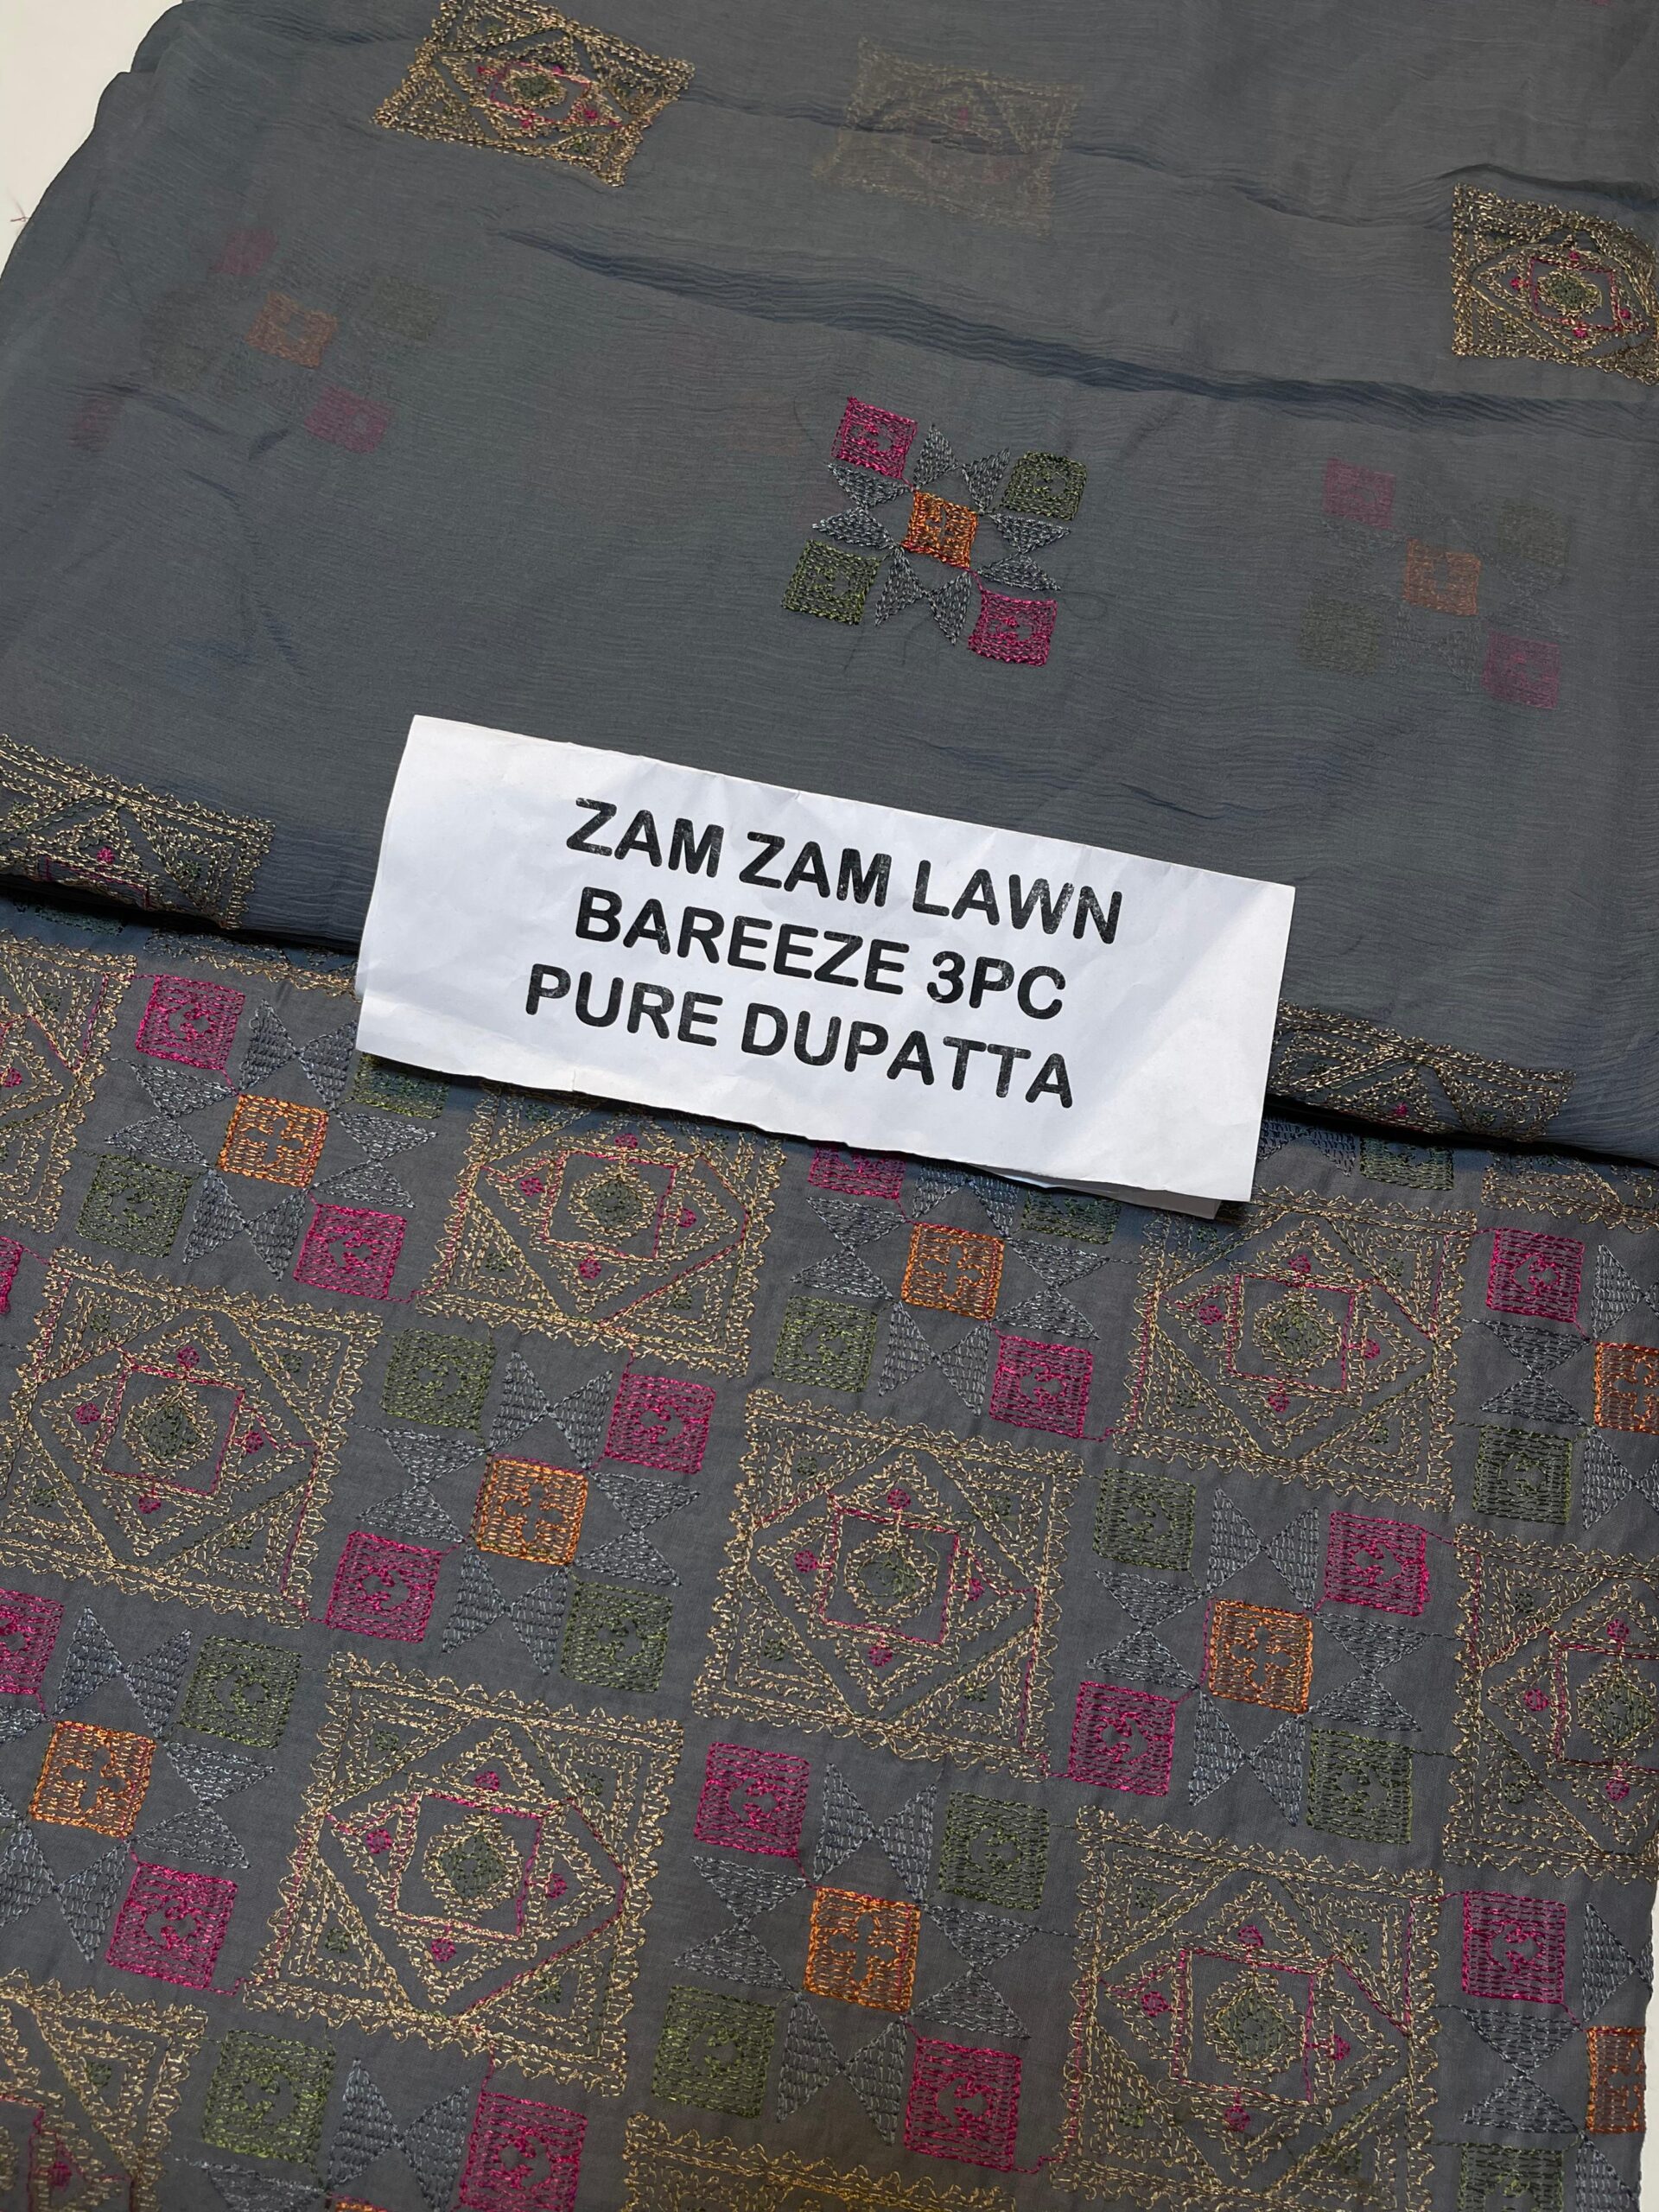 ZAM ZAM LAWN
BAREEZE 3PC
PURE DUPATTA